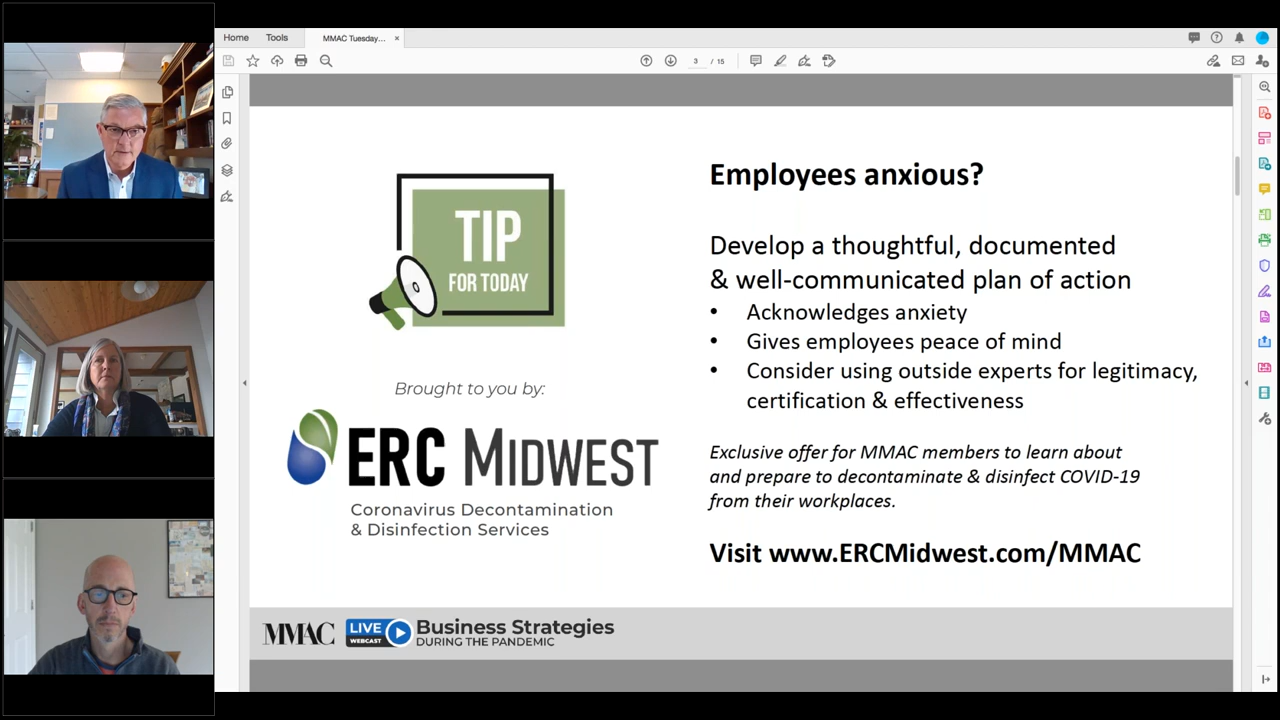 Home Tools MMAC Tuesday... ×
3 / 15
TIP
FOR TODAY
Brought to you by:
ERC MIDWEST
Coronavirus Decontamination
& Disinfection Services
Employees anxious?
Develop a thoughtful, documented
& well-communicated plan of action
• Acknowledges anxiety
• Gives employees peace of mind
• Consider using outside experts for legitimacy,
certification & effectiveness
Exclusive offer for MMAC members to learn about
and prepare to decontaminate & disinfect COVID-19
from their workplaces.
Visit www.ERCMidwest.com/MMAC
MMAC LIVE WEBCAST Business Strategies
DURING THE PANDEMIC